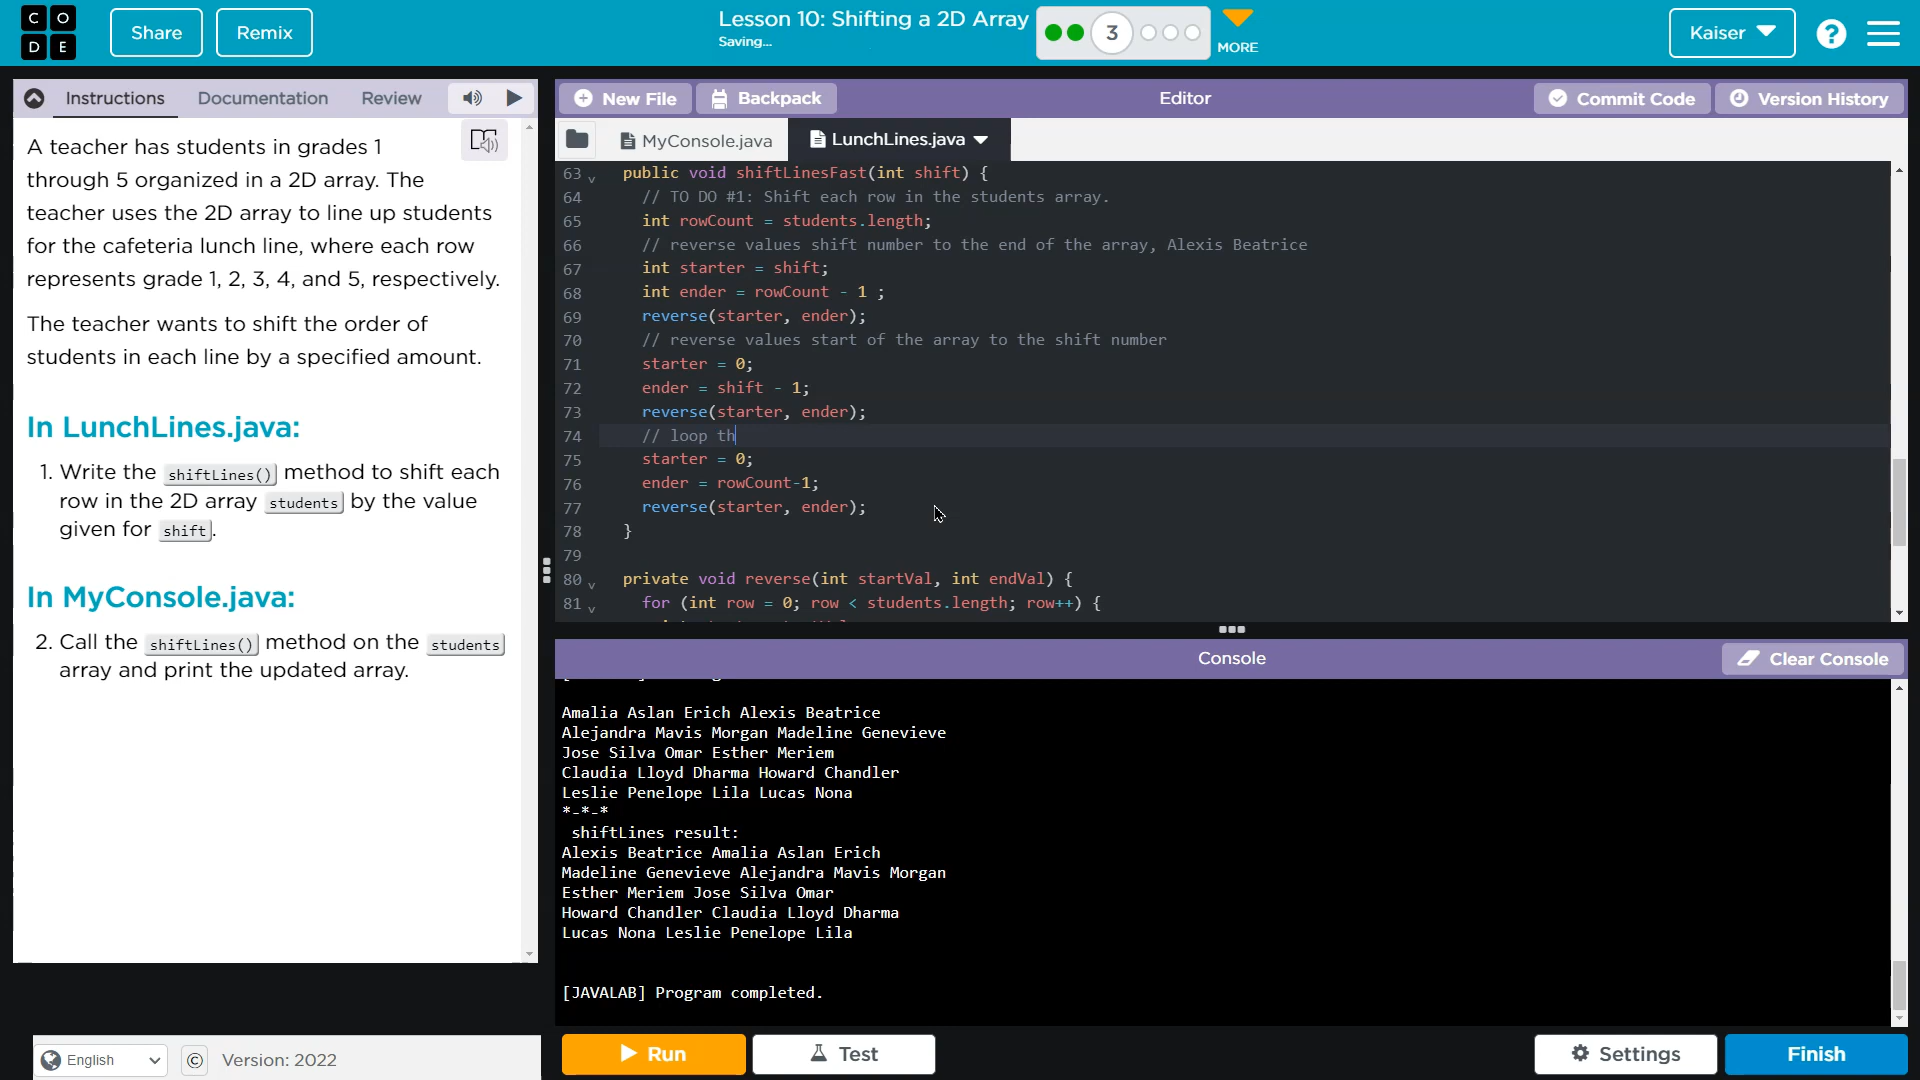 C O
D E
Share
Remix
Lesson 10: Shifting a 2D Array
Saving...
3
MORE
Kaiser
?
Instructions
Documentation
Review
A teacher has students in grades 1
through 5 organized in a 2D array. The
teacher uses the 2D array to line up students
for the cafeteria lunch line, where each row
represents grade 1, 2, 3, 4, and 5, respectively.
The teacher wants to shift the order of
students in each line by a specified amount.
In LunchLines.java:
1. Write the shiftLines() method to shift each
row in the 2D array students by the value
given for shift.
In MyConsole.java:
2. Call the shiftLines() method on the students
array and print the updated array.
English
©
Version: 2022
New File
Backpack
Editor
Commit Code
Version History
MyConsole.java
LunchLines.java
63 public void shiftLinesFast(int shift) {
64 // TO DO #1: Shift each row in the students array.
65 int rowCount = students.length;
66 // reverse values shift number to the end of the array, Alexis Beatrice
67 int starter = shift;
68 int ender = rowCount - 1 ;
69 reverse(starter, ender);
70 // reverse values start of the array to the shift number
71 starter = 0;
72 ender = shift - 1;
73 reverse(starter, ender);
74 // loop th
75 starter = 0;
76 ender = rowCount-1;
77 reverse(starter, ender);
78 }
79
80 private void reverse(int startVal, int endVal) {
81 for (int row = 0; row < students.length; row++) {
Console
Clear Console
Amalia Aslan Erich Alexis Beatrice
Alejandra Mavis Morgan Madeline Genevieve
Jose Silva Omar Esther Meriem
Claudia Lloyd Dharma Howard Chandler
Leslie Penelope Lila Lucas Nona
*-*-*
shiftLines result:
Alexis Beatrice Amalia Aslan Erich
Madeline Genevieve Alejandra Mavis Morgan
Esther Meriem Jose Silva Omar
Howard Chandler Claudia Lloyd Dharma
Lucas Nona Leslie Penelope Lila
[JAVALAB] Program completed.
Run
Test
Settings
Finish